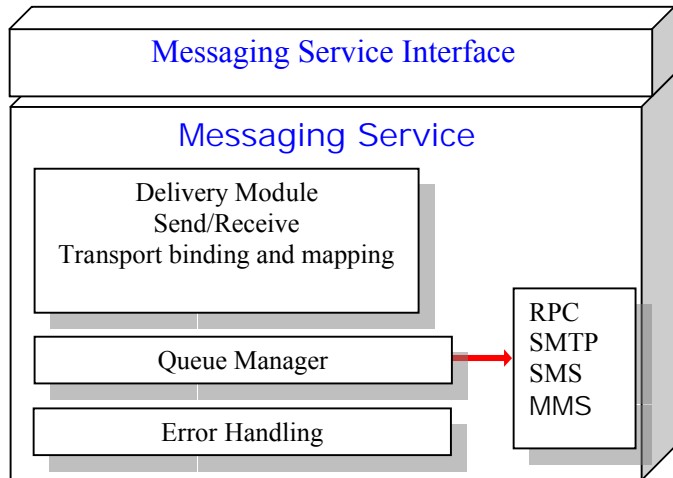 Messaging Service Interface
Messaging Service
Delivery Module
Send/Receive
Transport binding and mapping
Queue Manager
Error Handling
RPC
SMTP
SMS
MMS